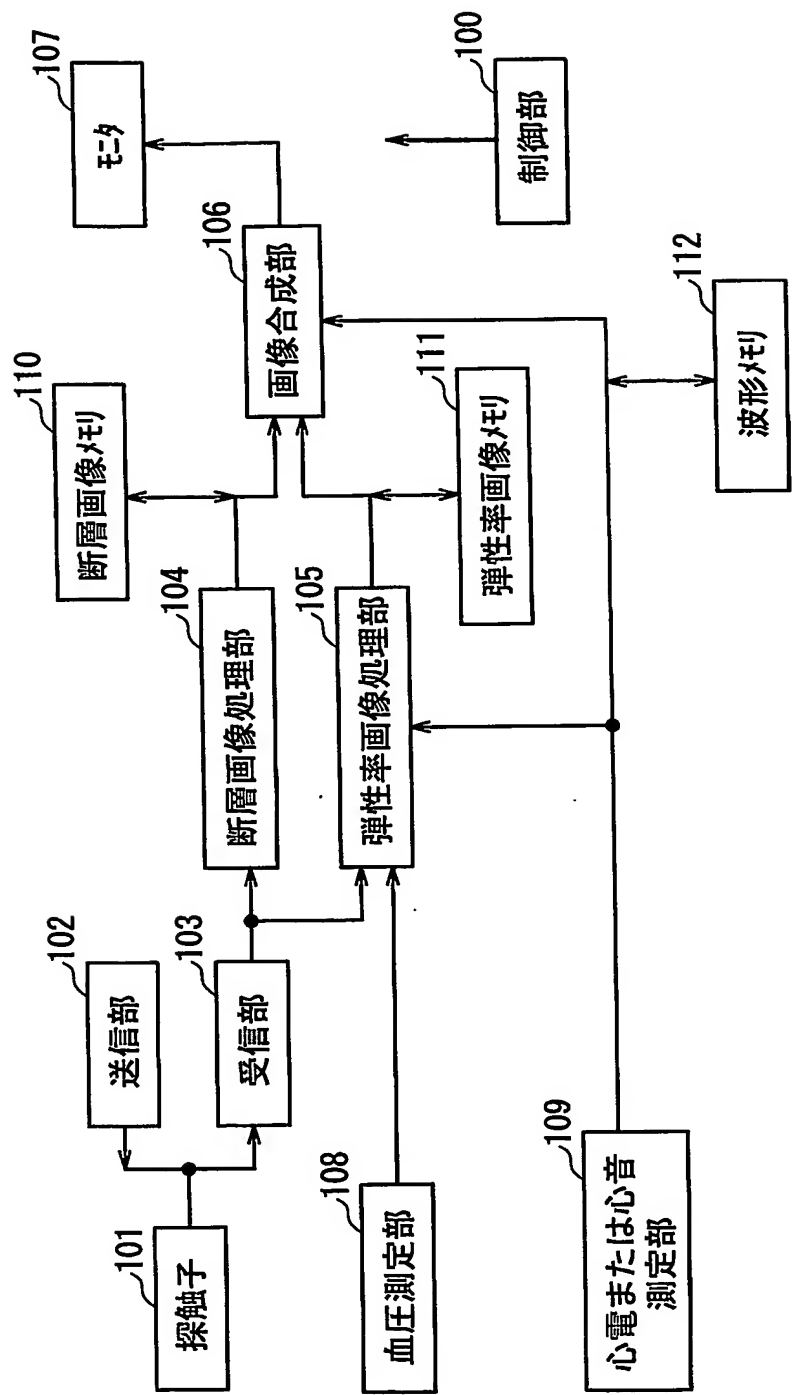 101
探触子
102
送信部
103
受信部
104
断層画像処理部
105
弾性率画像処理部
106
画像合成部
107
モニタ
108
血圧測定部
109
心電または心音
測定部
110
断層画像メモリ
111
弾性率画像メモリ
112
波形メモリ
100
制御部